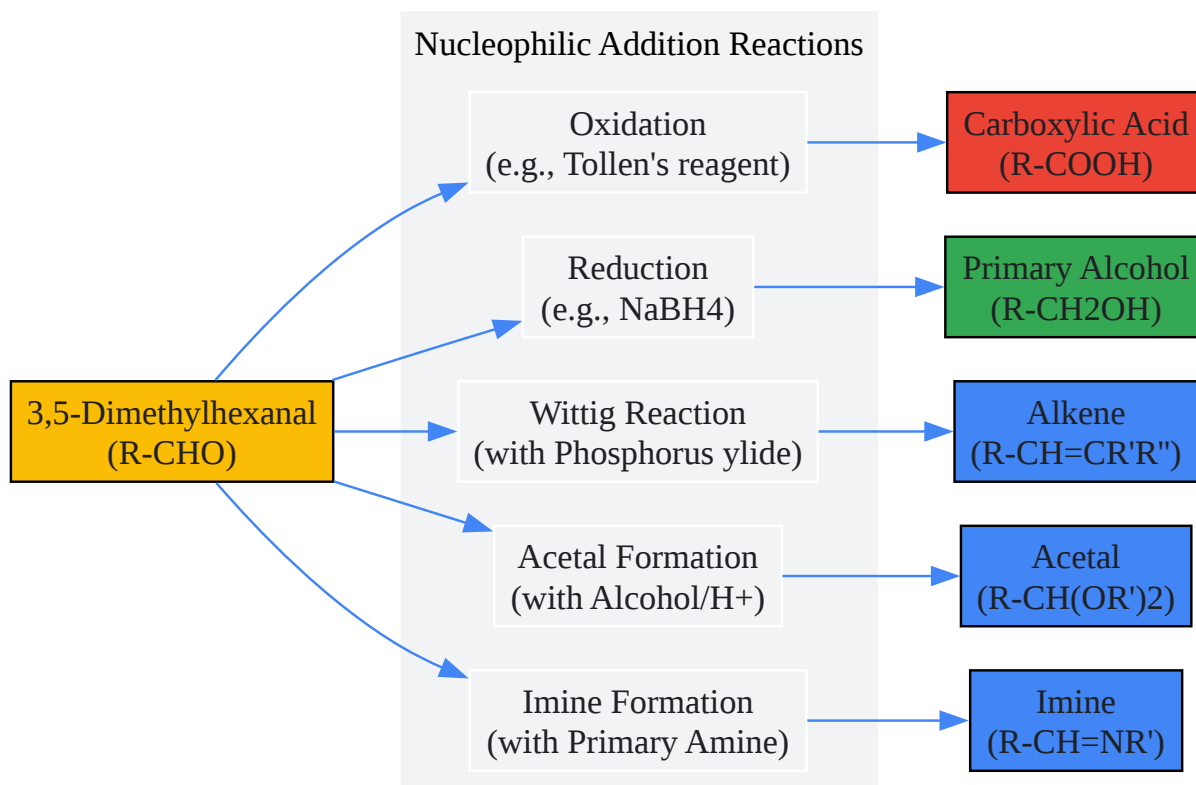 Nucleophilic Addition Reactions
3,5-Dimethylhexanal
(R-CHO)
Oxidation
(e.g., Tollen's reagent)
Carboxylic Acid
(R-COOH)
Reduction
(e.g., NaBH4)
Primary Alcohol
(R-CH2OH)
Wittig Reaction
(with Phosphorus ylide)
Alkene
(R-CH=CR'R")
Acetal Formation
(with Alcohol/H+)
Acetal
(R-CH(OR')2)
Imine Formation
(with Primary Amine)
Imine
(R-CH=NR')